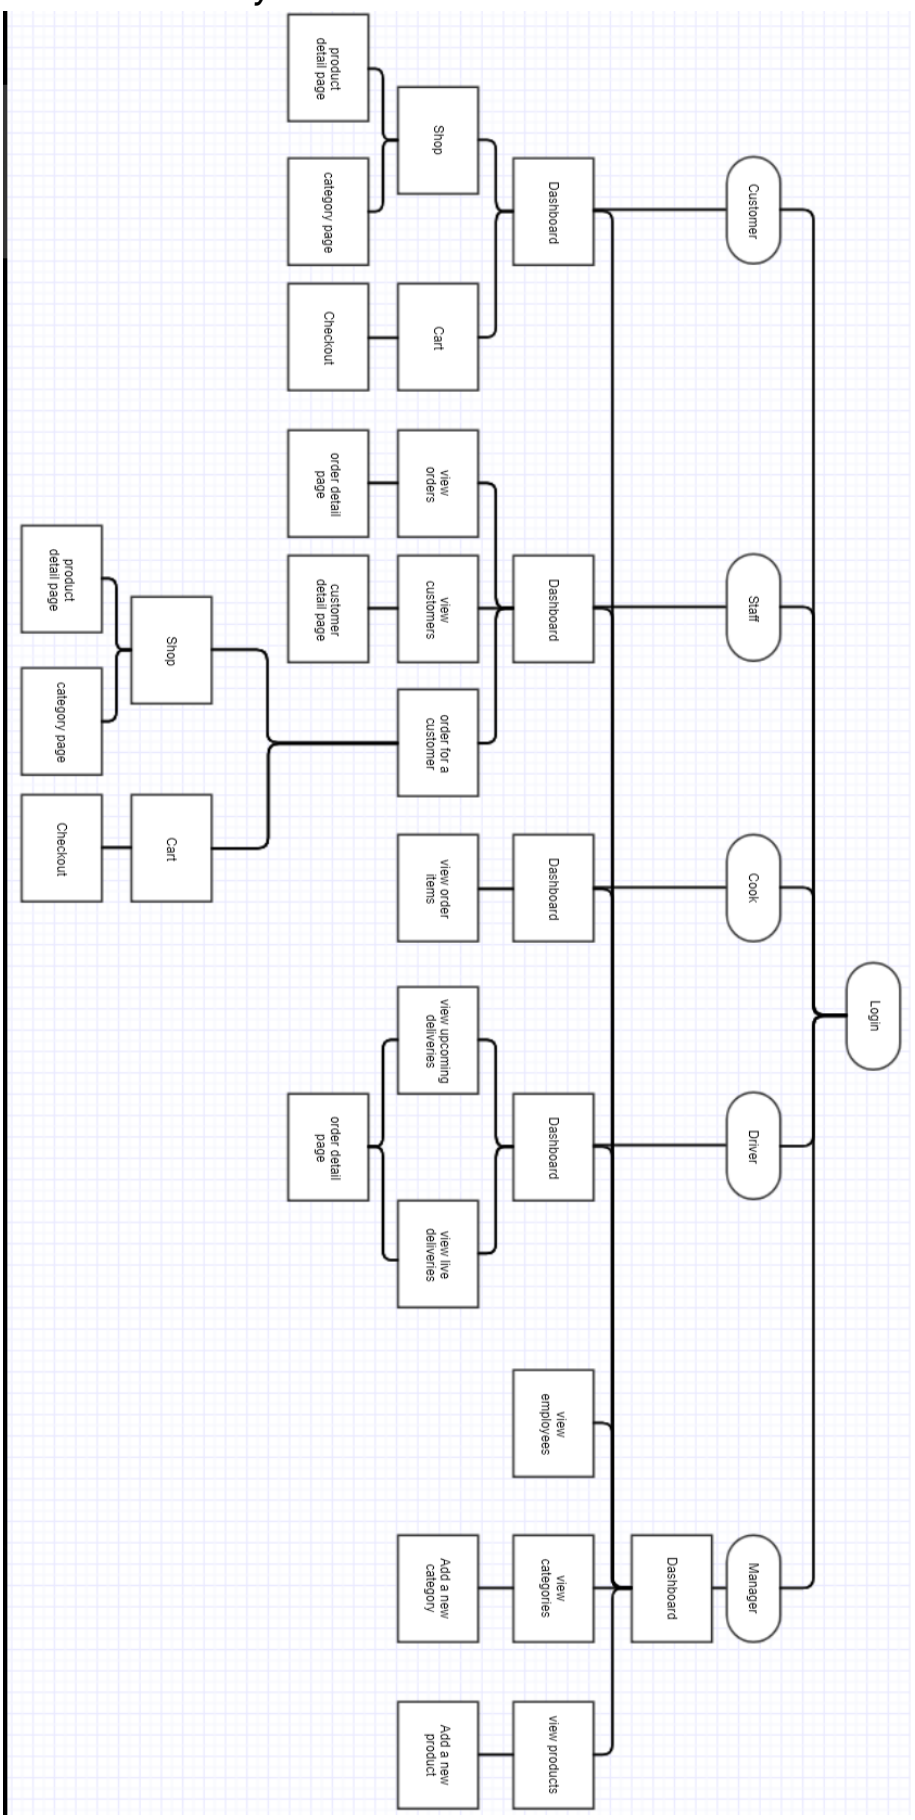 Login
Customer
Staff
Cook
Driver
Manager
Dashboard
Dashboard
Dashboard
Dashboard
Dashboard
Shop
Cart
view
orders
view
customers
order for a
customer
view order
items
view upcoming
deliveries
view live
deliveries
view
employees
view
categories
view products
product
detail page
category page
Checkout
order detail
page
customer
detail page
order detail
page
Add a new
category
Add a new
product
Shop
Cart
product
detail page
category page
Checkout